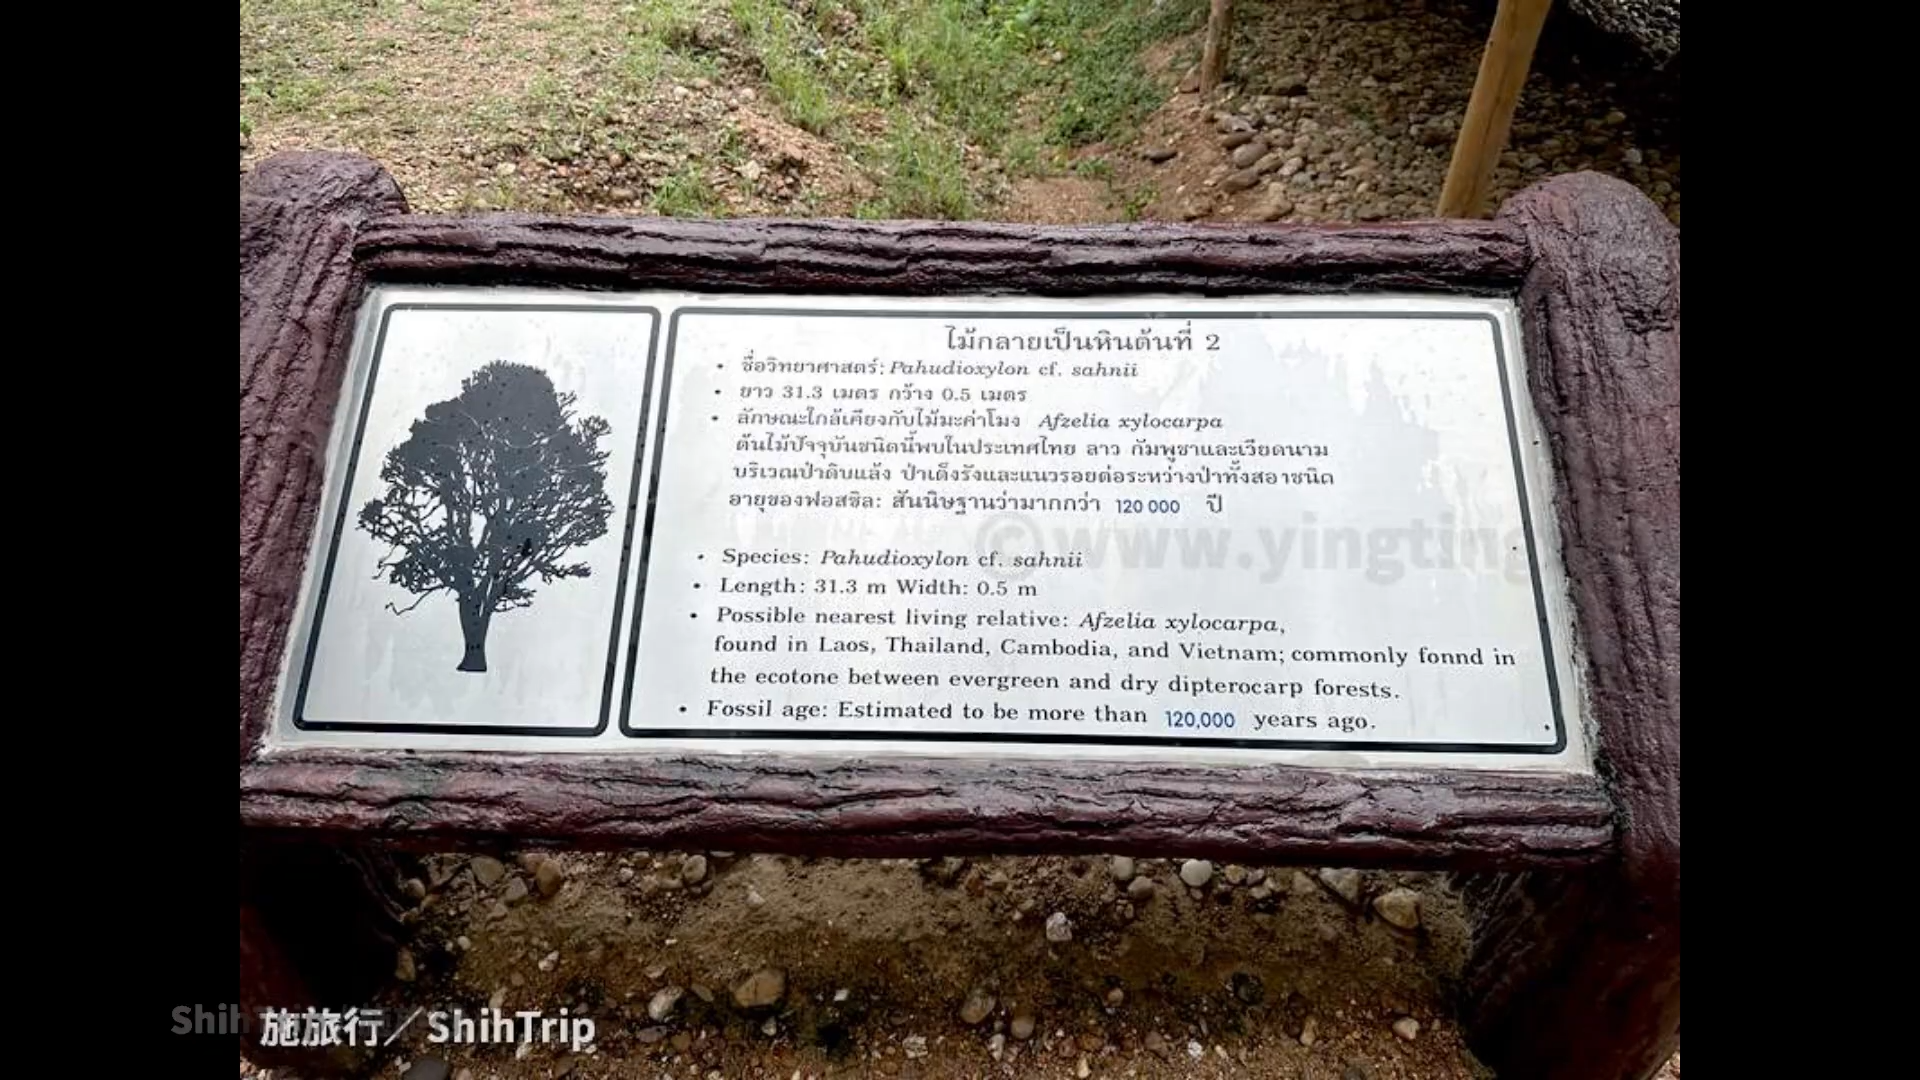 ไม้กลายเป็นหินต้นที่ 2
• ชื่อวิทยาศาสตร์: Pahudioxylon cf. sahnii
• ยาว 31.3 เมตร กว้าง 0.5 เมตร
• ลักษณะใกล้เคียงกับไม้มะค่าโมง Afzelia xylocarpa
ต้นไม้ปัจจุบันชนิดนี้พบในประเทศไทย ลาว กัมพูชาและเวียดนาม
บริเวณป่าดิบแล้ง ป่าเต็งรังและแนวรอยต่อระหว่างป่าทั้งสอาชนิด
อายุของฟอสซิล: สันนิษฐานว่ามากกว่า 120 000 ปี
• Species: Pahudioxylon cf. sahnii
• Length: 31.3 m Width: 0.5 m
• Possible nearest living relative: Afzelia xylocarpa,
found in Laos, Thailand, Cambodia, and Vietnam; commonly fonnd in
the ecotone between evergreen and dry dipterocarp forests.
• Fossil age: Estimated to be more than 120,000 years ago.
©www.yingting
施旅行／ShihTrip